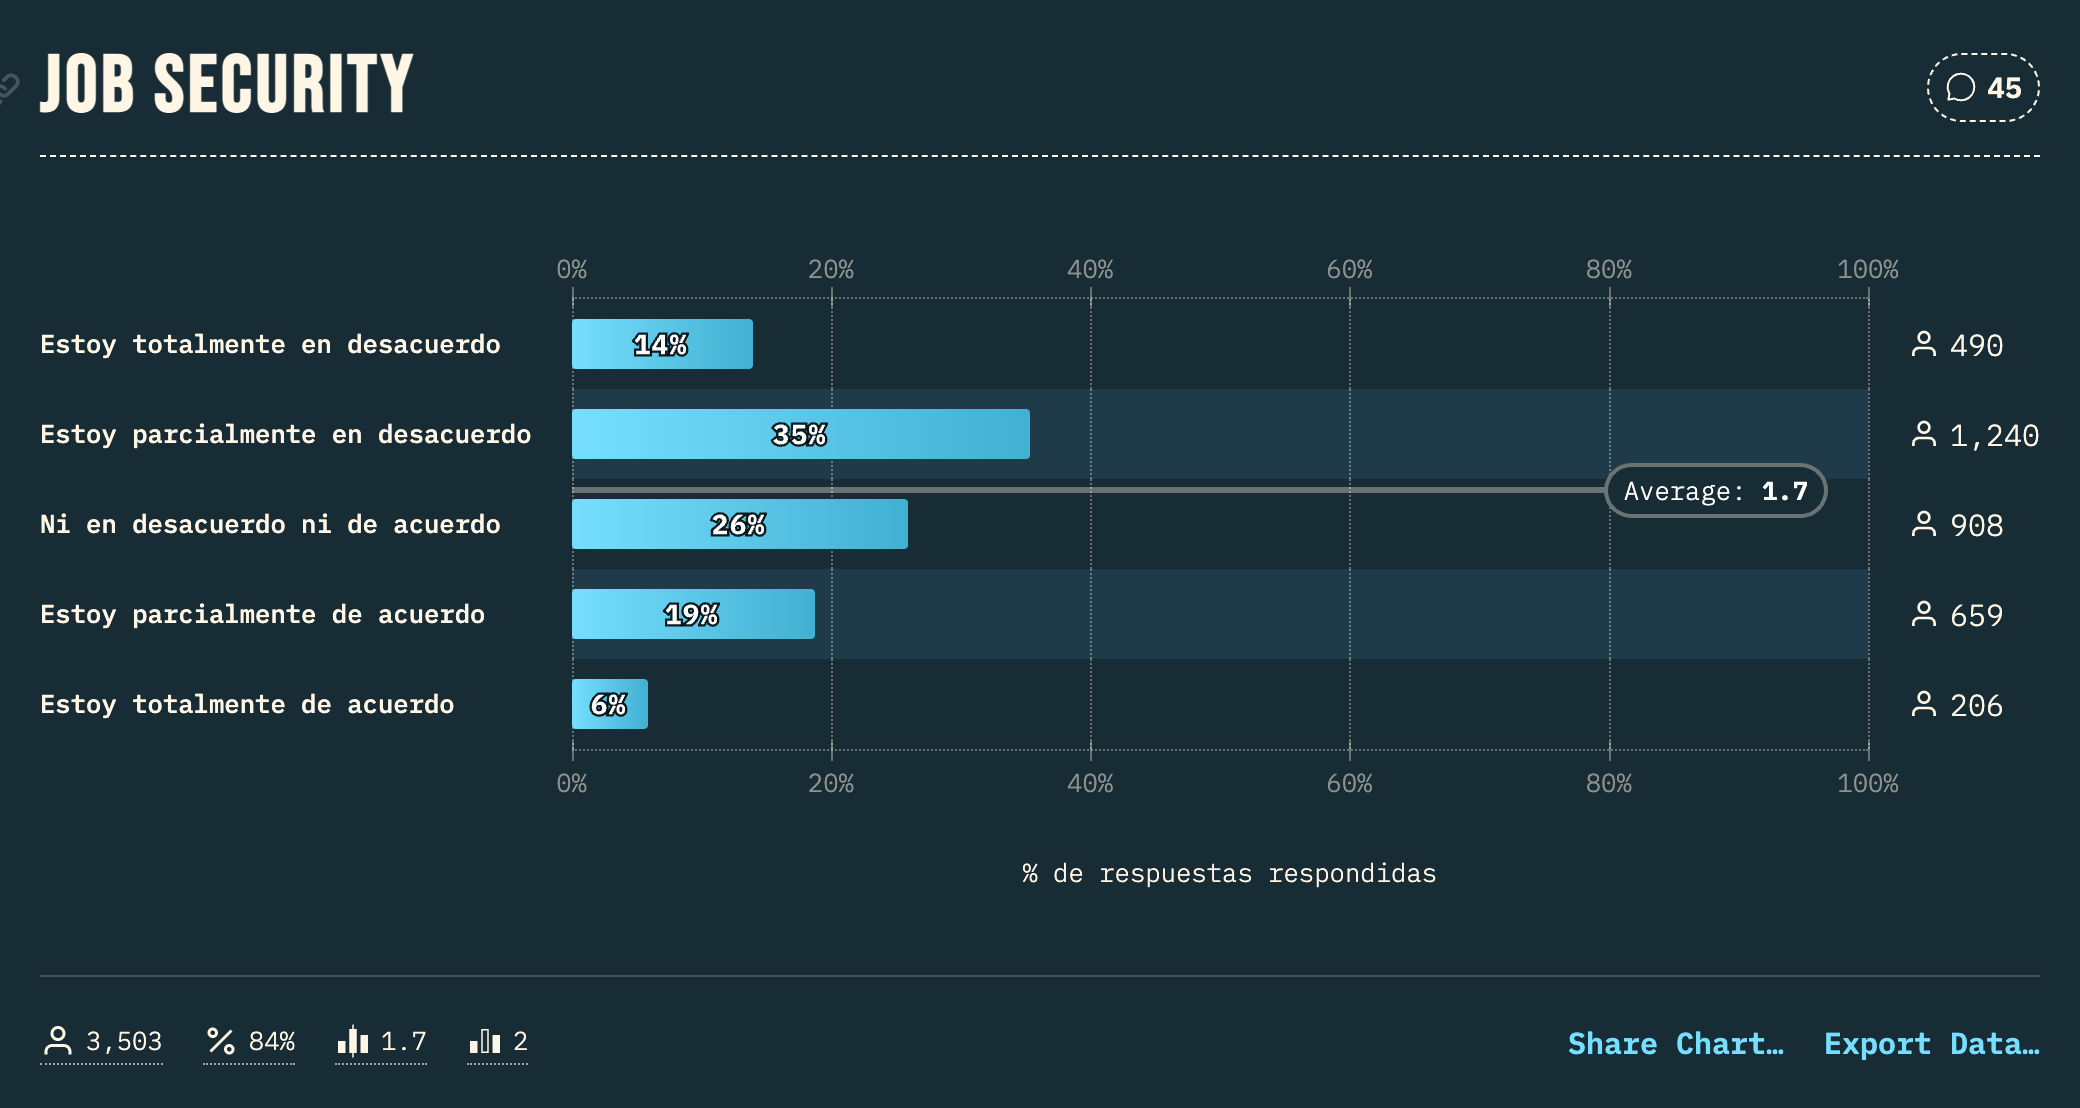 JOB SECURITY
45
0% 20% 40% 60% 80% 100%
Estoy totalmente en desacuerdo 14% 490
Estoy parcialmente en desacuerdo 35% 1,240
Average: 1.7
Ni en desacuerdo ni de acuerdo 26% 908
Estoy parcialmente de acuerdo 19% 659
Estoy totalmente de acuerdo 6% 206
0% 20% 40% 60% 80% 100%
% de respuestas respondidas
3,503 84% 1.7 2 Share Chart… Export Data…